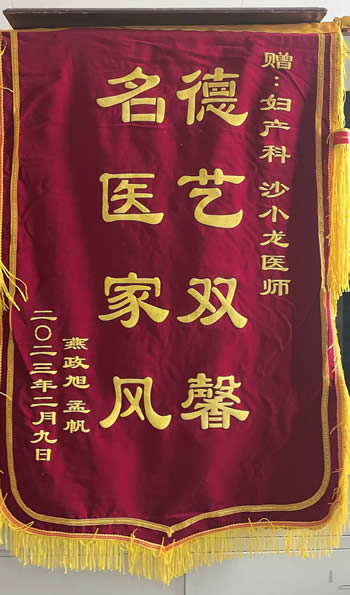 赠：妇产科 沙小龙医师
德艺双馨
名医家风
燕政旭 孟帆
二〇二三年二月九日